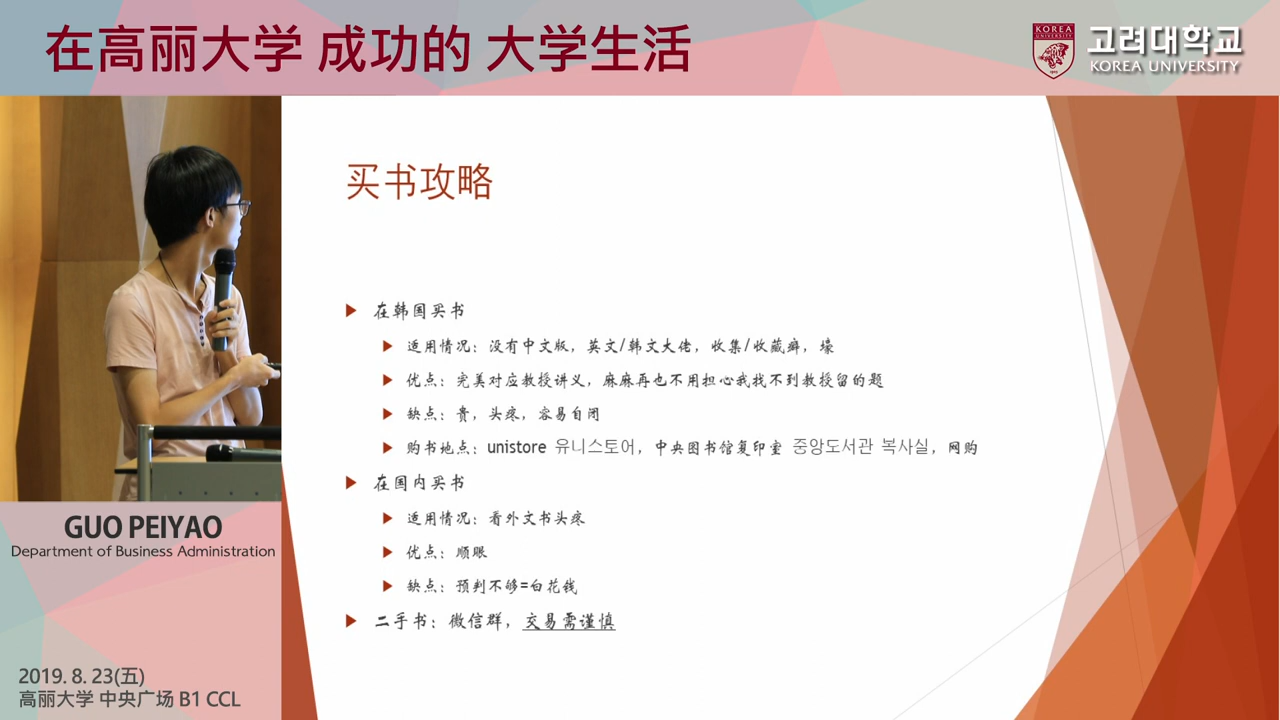 在高丽大学 成功的 大学生活
KOREA
UNIVERSITY
고려대학교
KOREA UNIVERSITY
买书攻略
在韩国买书
适用情况：没有中文版，英文/韩文大佬，收集/收藏癖，壕
优点：完美对应教授讲义，麻麻再也不用担心我找不到教授留的题
缺点：贵，头疼，容易自闭
购书地点：unistore 유니스토어，中央图书馆复印室 중앙도서관 복사실，网购
在国内买书
适用情况：看外文书头疼
优点：顺眼
缺点：预判不够=白花钱
二手书：微信群，交易需谨慎
GUO PEIYAO
Department of Business Administration
2019. 8. 23(五)
高丽大学 中央广场 B1 CCL